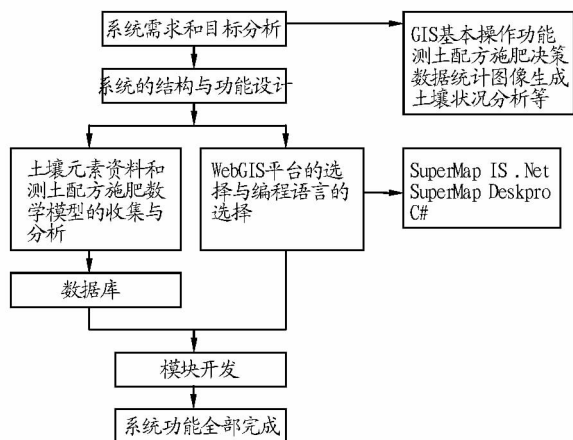 系统需求和目标分析
GIS基本操作功能
测土配方施肥决策
数据统计图像生成
土壤状况分析等
系统的结构与功能设计
土壤元素资料和
测土配方施肥数
学模型的收集与
分析
WebGIS平台的选
择与编程语言的
选择
SuperMap IS .Net
SuperMap Deskpro
C#
数据库
模块开发
系统功能全部完成